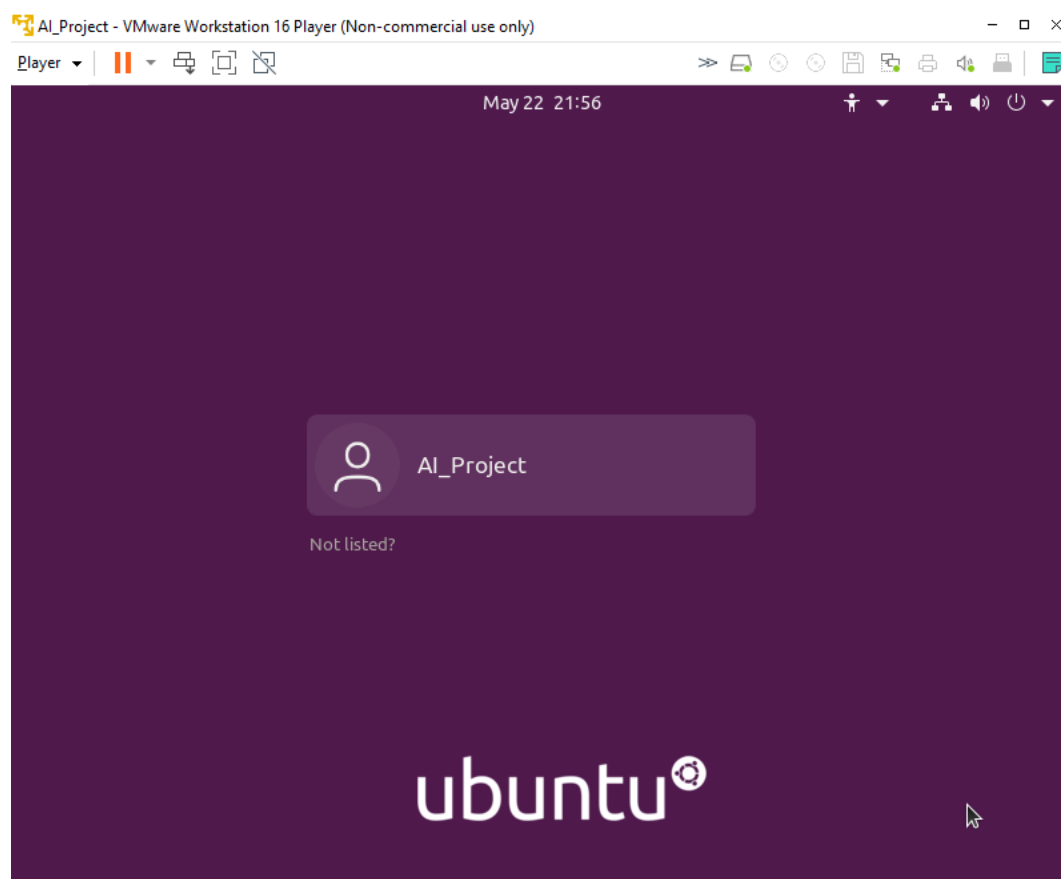 AI_Project - VMware Workstation 16 Player (Non-commercial use only)
Player
May 22 21:56
AI_Project
Not listed?
ubuntu